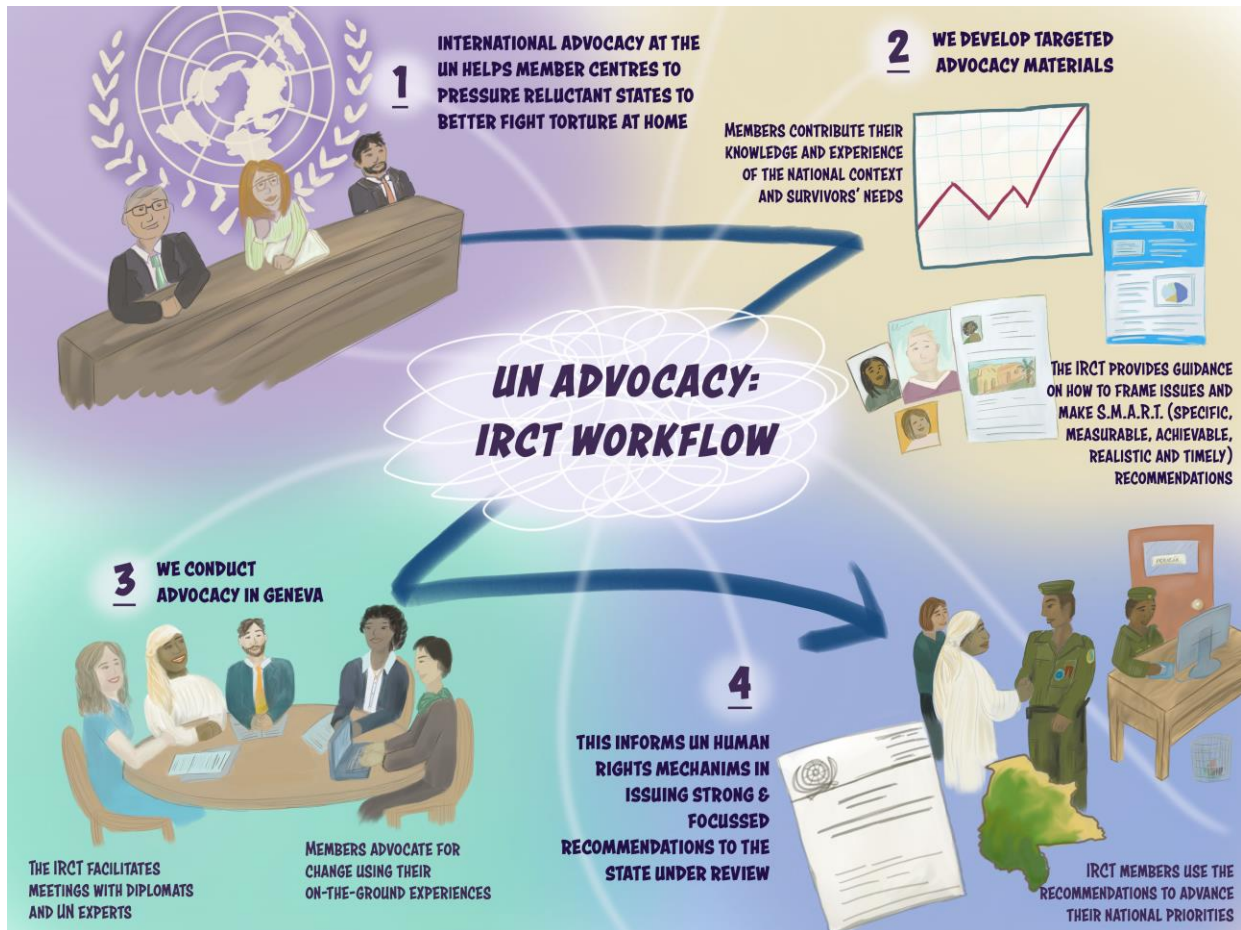 1
INTERNATIONAL ADVOCACY AT THE
UN HELPS MEMBER CENTRES TO
PRESSURE RELUCTANT STATES TO
BETTER FIGHT TORTURE AT HOME
2
WE DEVELOP TARGETED
ADVOCACY MATERIALS
MEMBERS CONTRIBUTE THEIR
KNOWLEDGE AND EXPERIENCE
OF THE NATIONAL CONTEXT
AND SURVIVORS' NEEDS
THE IRCT PROVIDES GUIDANCE
ON HOW TO FRAME ISSUES AND
MAKE S.M.A.R.T. (SPECIFIC,
MEASURABLE, ACHIEVABLE,
REALISTIC AND TIMELY)
RECOMMENDATIONS
UN ADVOCACY:
IRCT WORKFLOW
3
WE CONDUCT
ADVOCACY IN GENEVA
THE IRCT FACILITATES
MEETINGS WITH DIPLOMATS
AND UN EXPERTS
MEMBERS ADVOCATE FOR
CHANGE USING THEIR
ON-THE-GROUND EXPERIENCES
4
THIS INFORMS UN HUMAN
RIGHTS MECHANIMS IN
ISSUING STRONG &
FOCUSSED
RECOMMENDATIONS TO THE
STATE UNDER REVIEW
IRCT MEMBERS USE THE
RECOMMENDATIONS TO ADVANCE
THEIR NATIONAL PRIORITIES